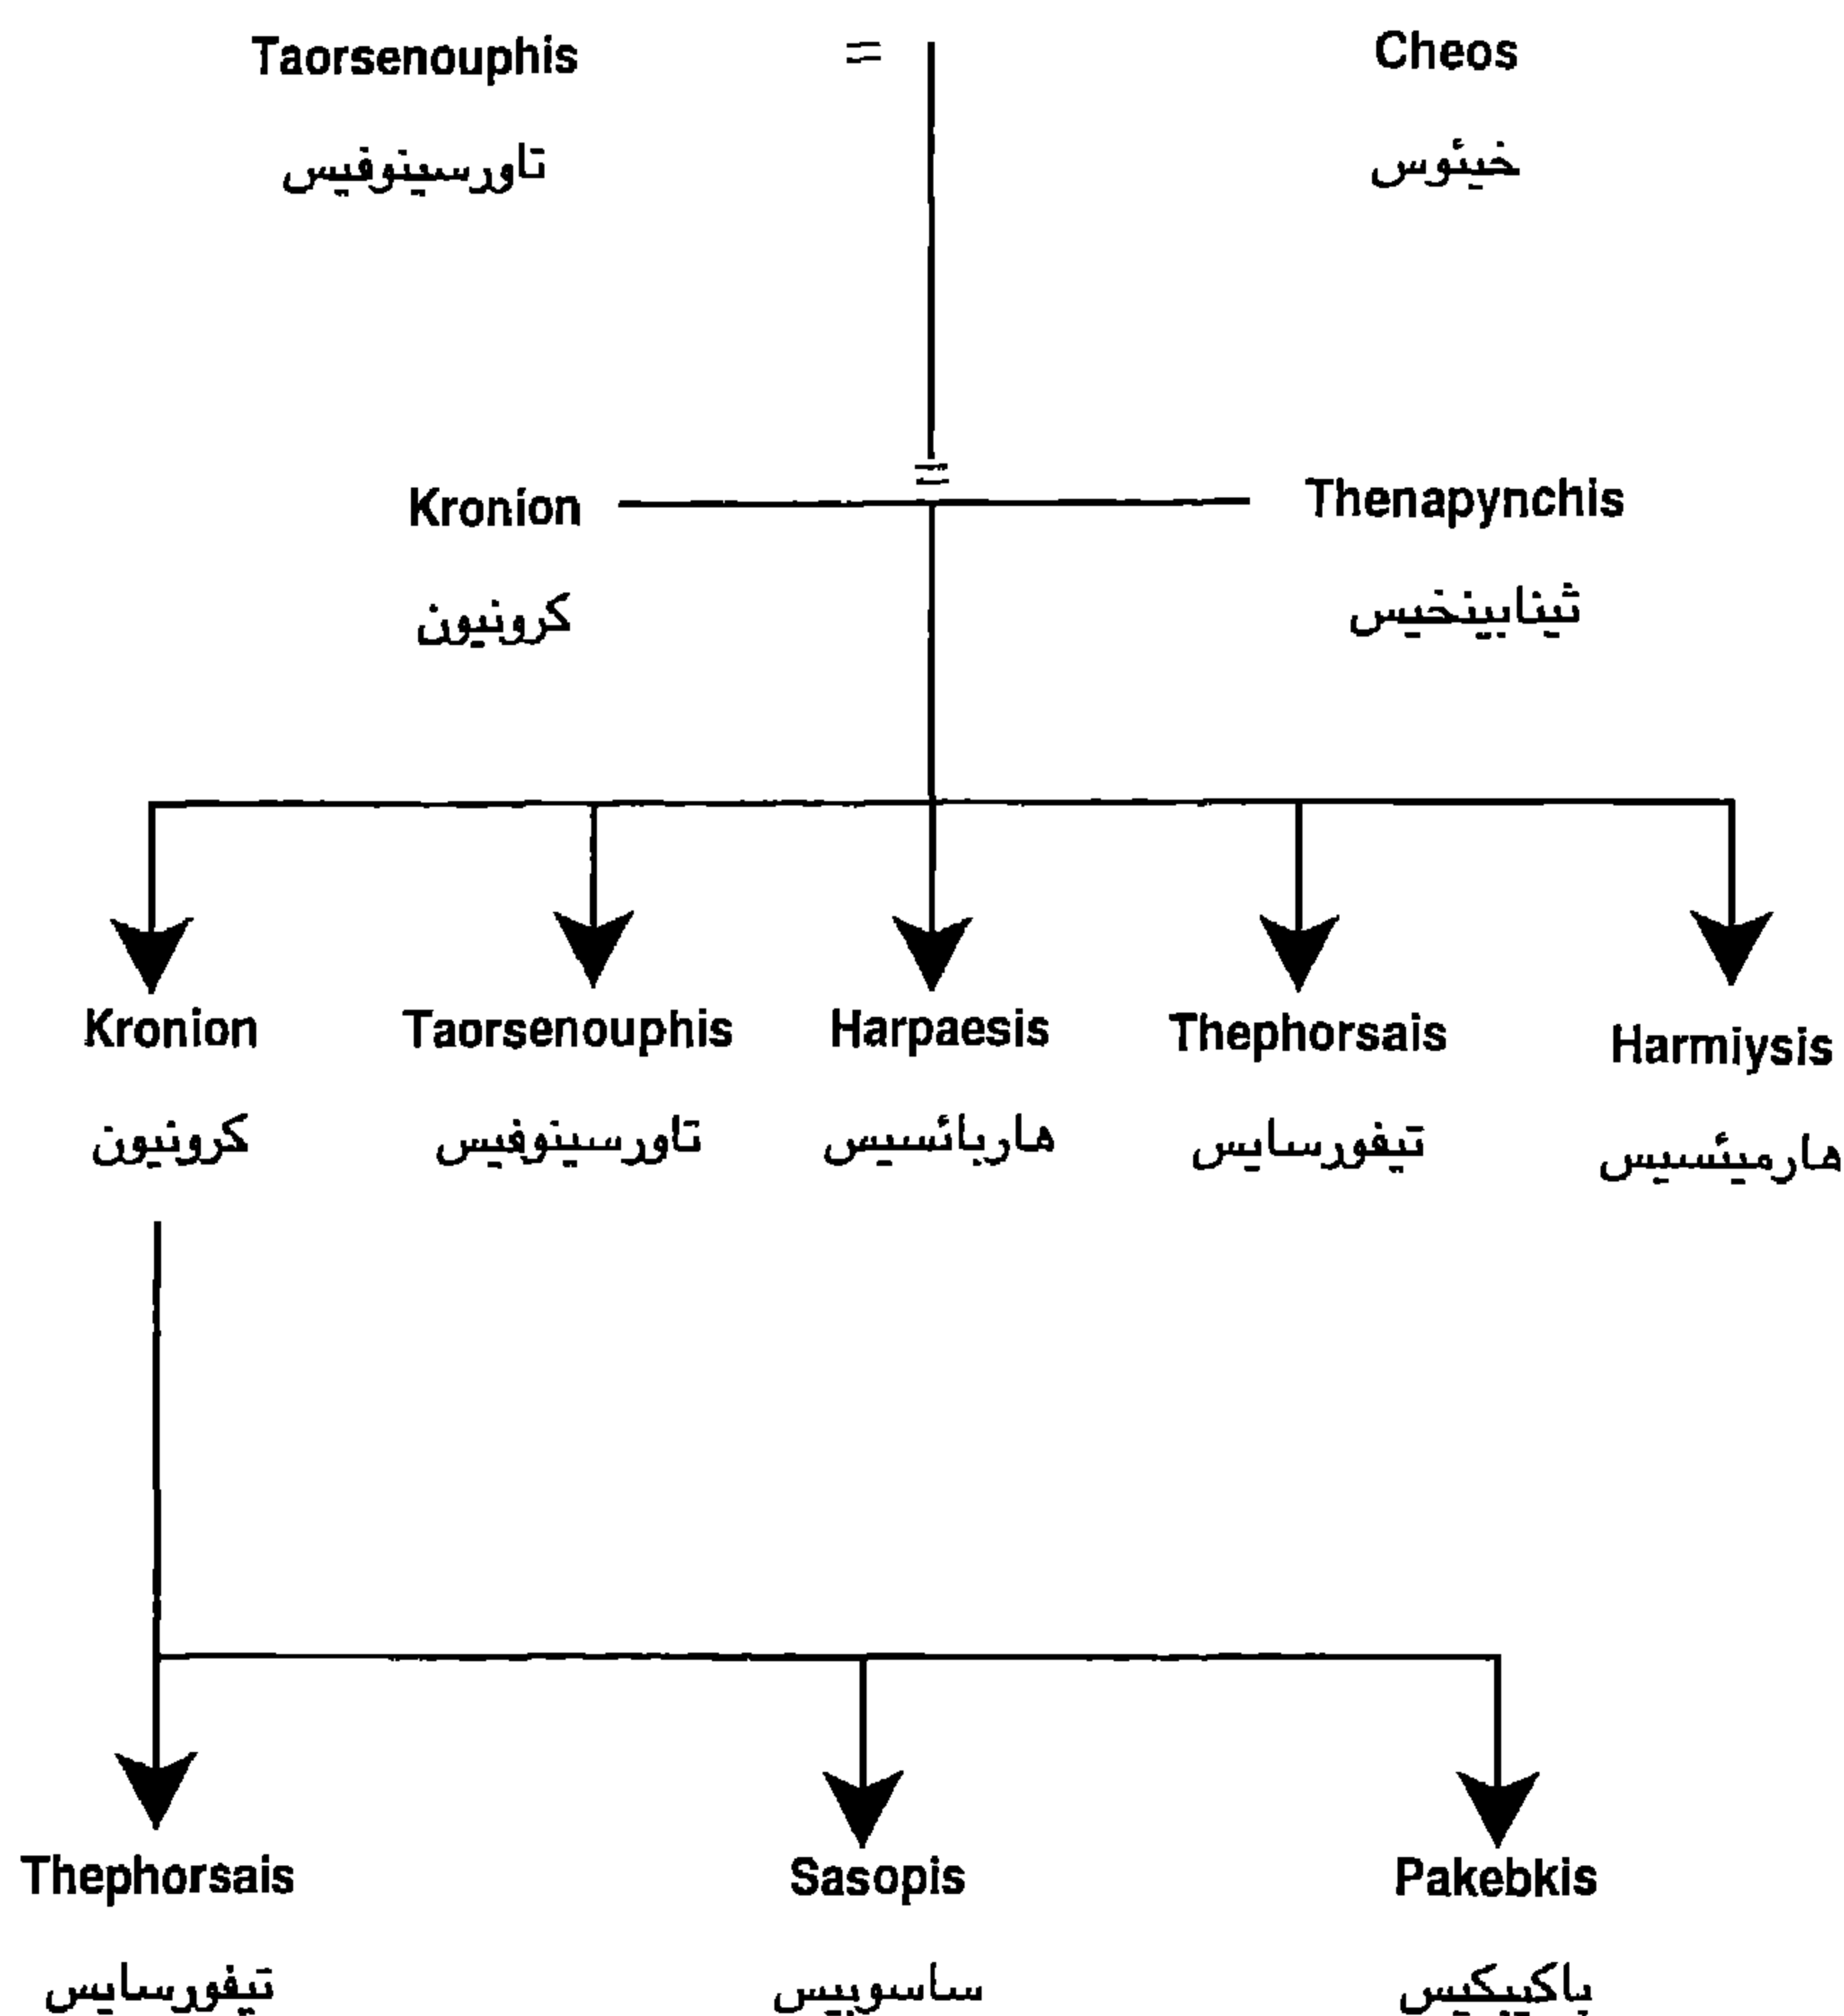 Taorsenouphis = Cheos
تاورسينوفيس خيئوس
=
Kronion Thenapynchis
كرونيون ثينابينخيس
Kronion Taorsenouphis Harpaesis Thephorsais Harmiysis
كرونيون تاورسينوفيس هاربائسيس تيفورسايس هارميئسيس
Thephorsais Sasopis Pakebkis
تيفورسايس ساسوبيس باكيبكيس